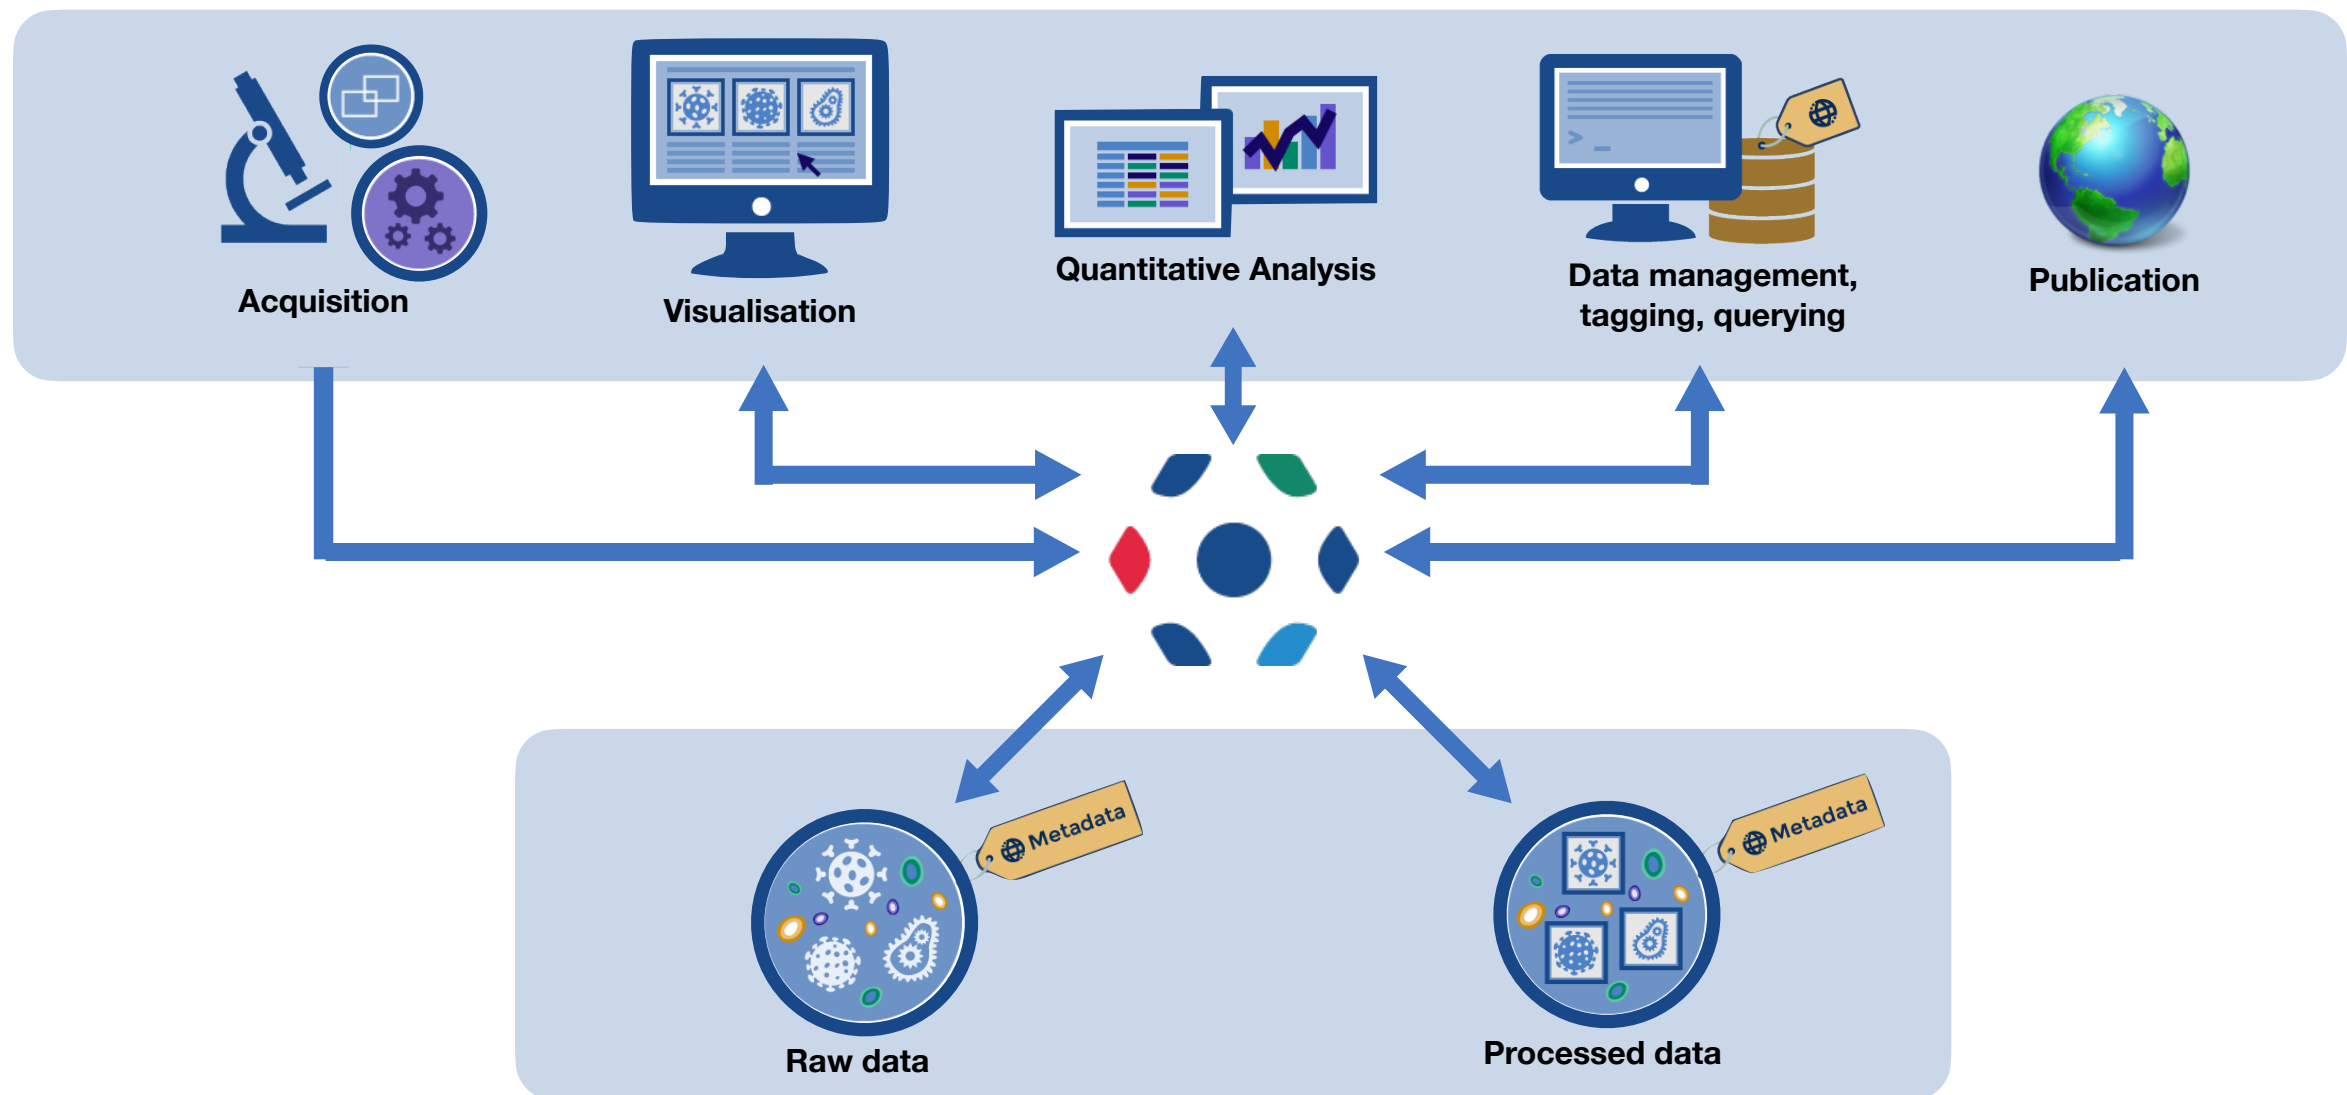 Acquisition
Visualisation
Quantitative Analysis
Data management,
tagging, querying
Publication
Metadata
Metadata
Raw data
Processed data